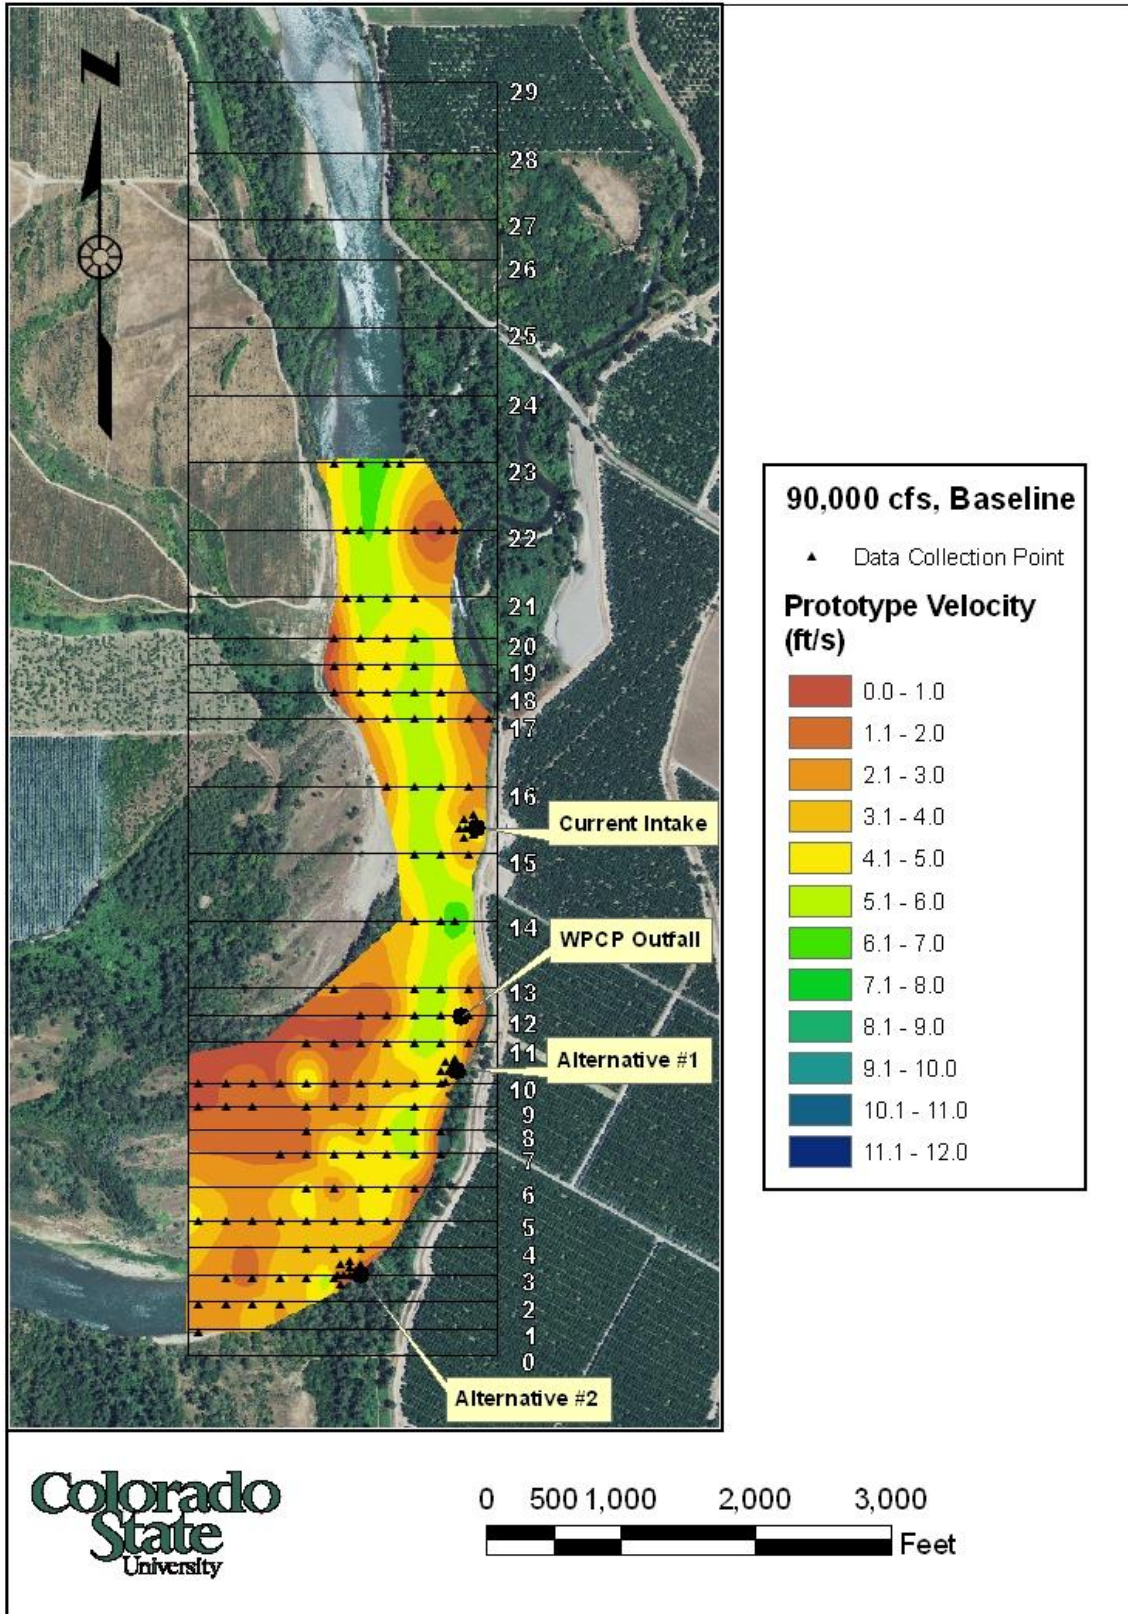 N
29
28
27
26
25
24
23
22
21
20
19
18
17
16
Current Intake
15
14
WPCP Outfall
13
12
11
Alternative #1
10
9
8
7
6
5
4
3
2
1
0
Alternative #2
90,000 cfs, Baseline
Data Collection Point
Prototype Velocity
(ft/s)
0.0 - 1.0
1.1 - 2.0
2.1 - 3.0
3.1 - 4.0
4.1 - 5.0
5.1 - 6.0
6.1 - 7.0
7.1 - 8.0
8.1 - 9.0
9.1 - 10.0
10.1 - 11.0
11.1 - 12.0
Colorado
State
University
0 500 1,000 2,000 3,000
Feet